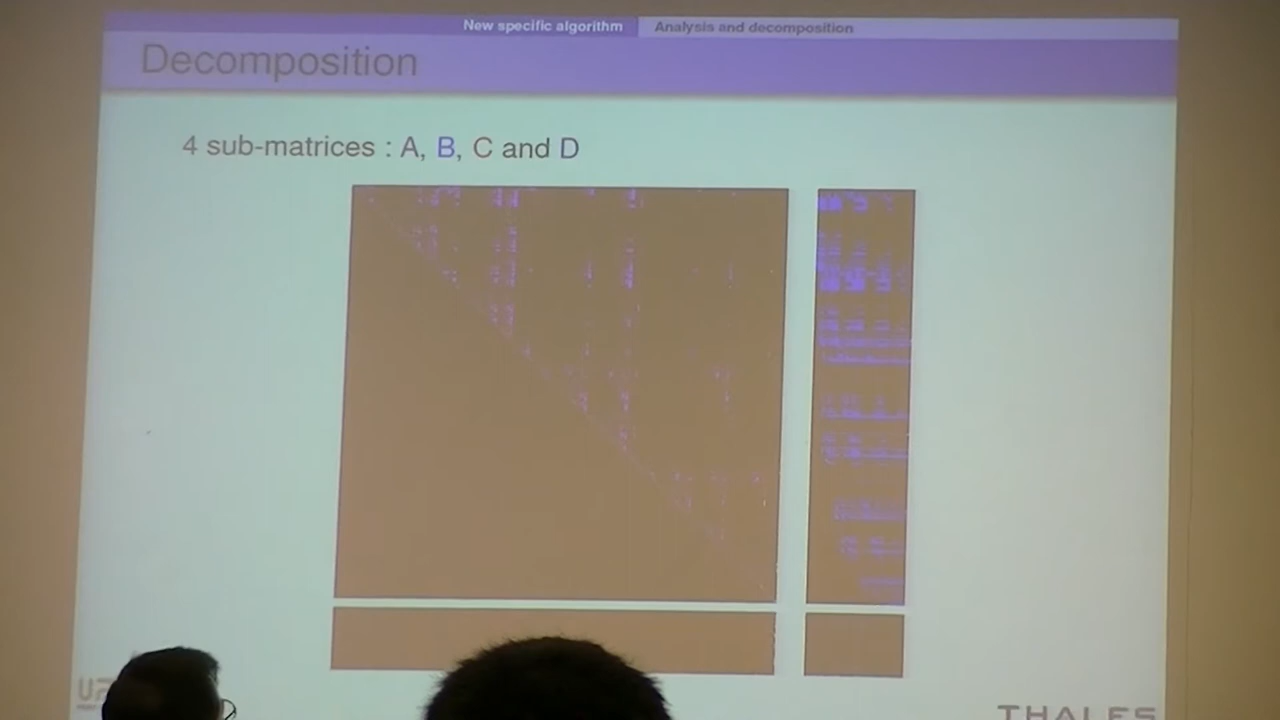 New specific algorithm
Analysis and decomposition
Decomposition
4 sub-matrices : A, B, C and D
THALES